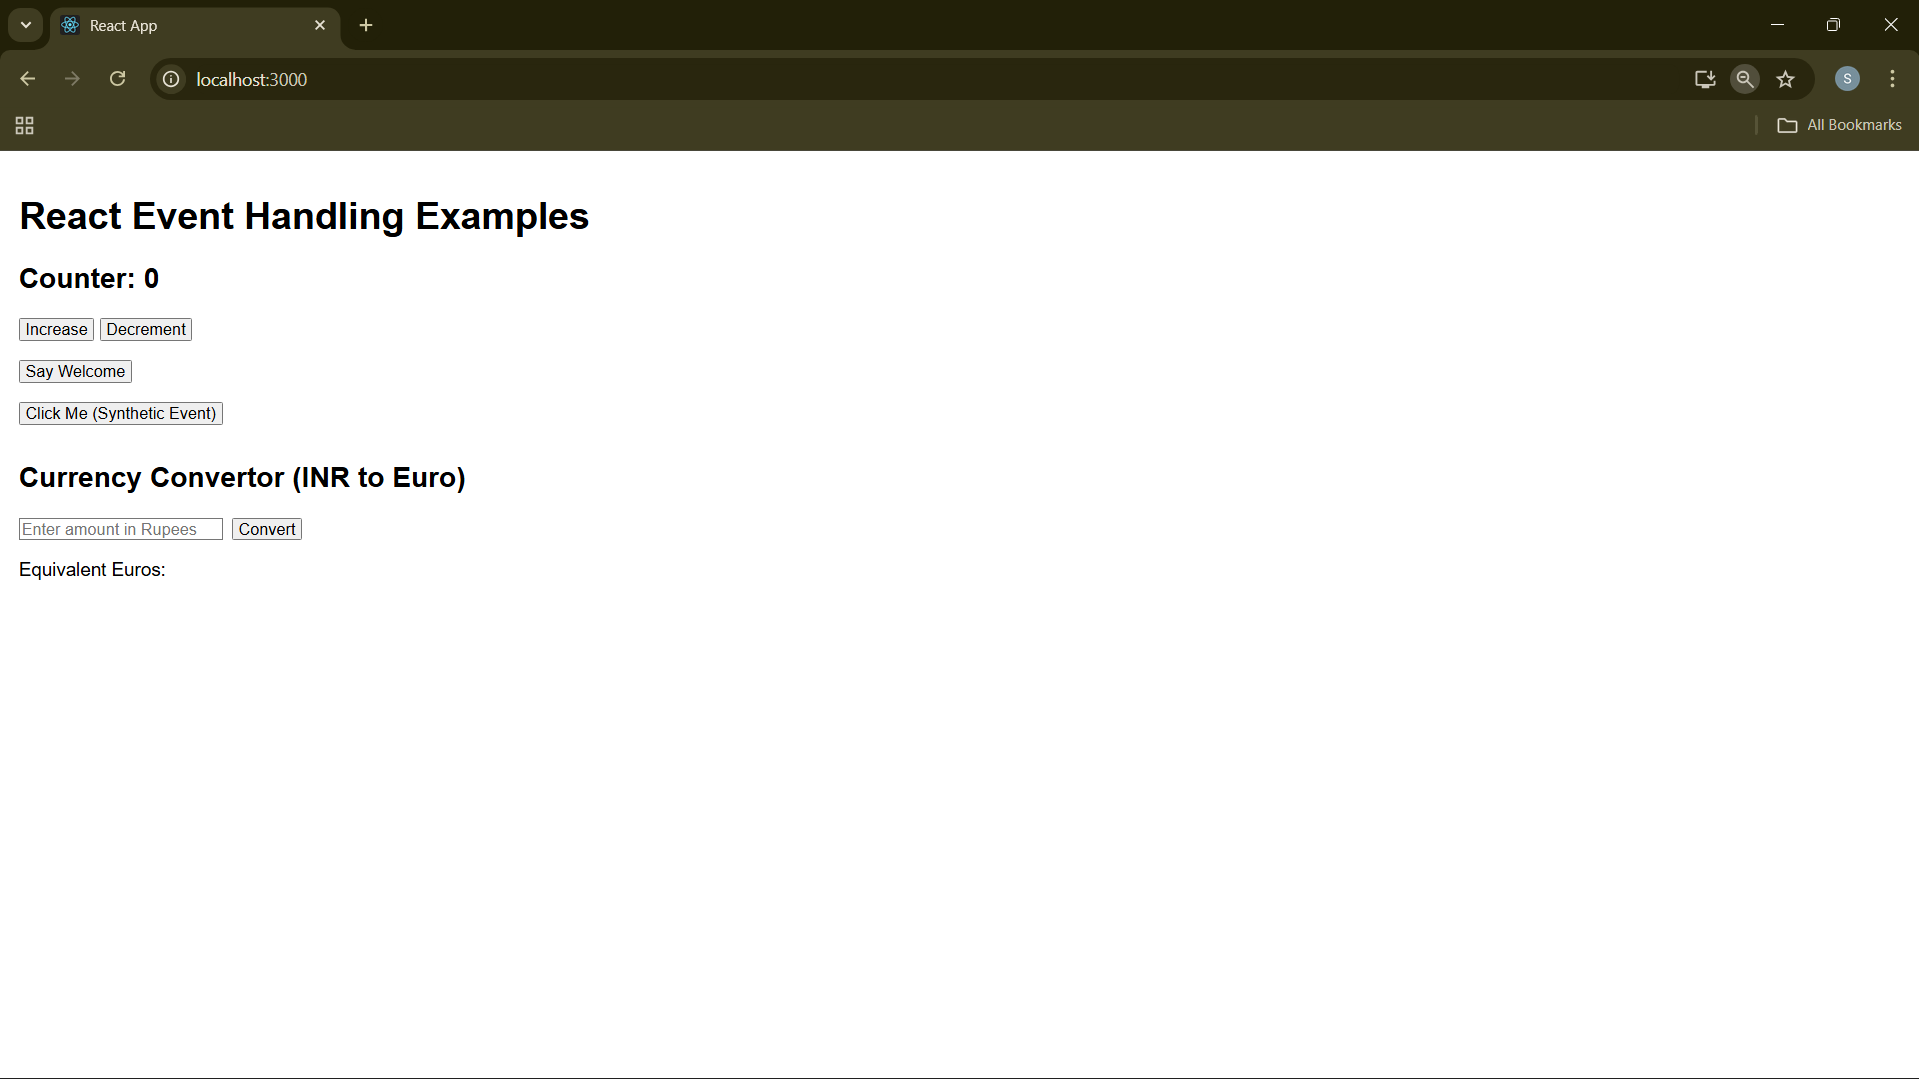 React App
localhost:3000
S
All Bookmarks
React Event Handling Examples
Counter: 0
Increase Decrement
Say Welcome
Click Me (Synthetic Event)
Currency Convertor (INR to Euro)
Enter amount in Rupees Convert
Equivalent Euros: